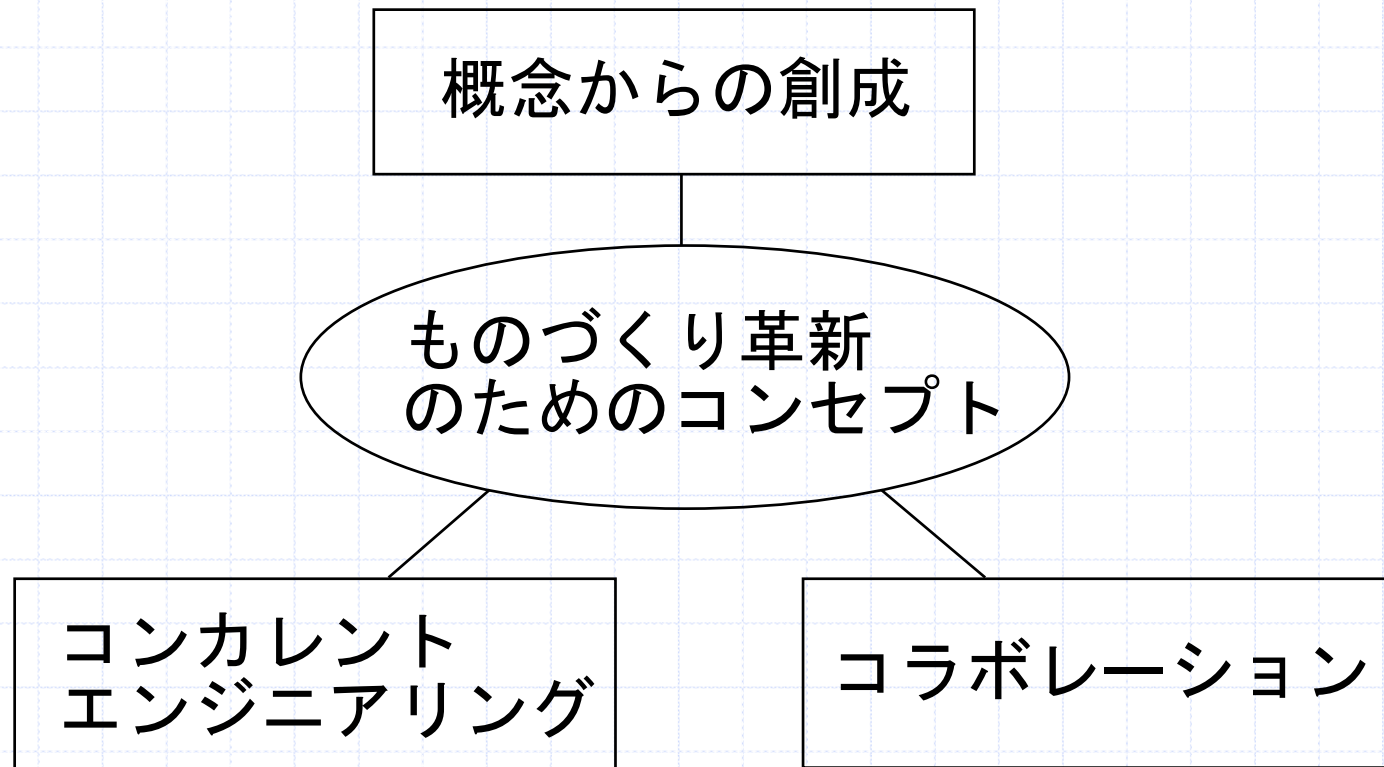 概念からの創成
ものづくり革新
のためのコンセプト
コンカレント
エンジニアリング
コラボレーション